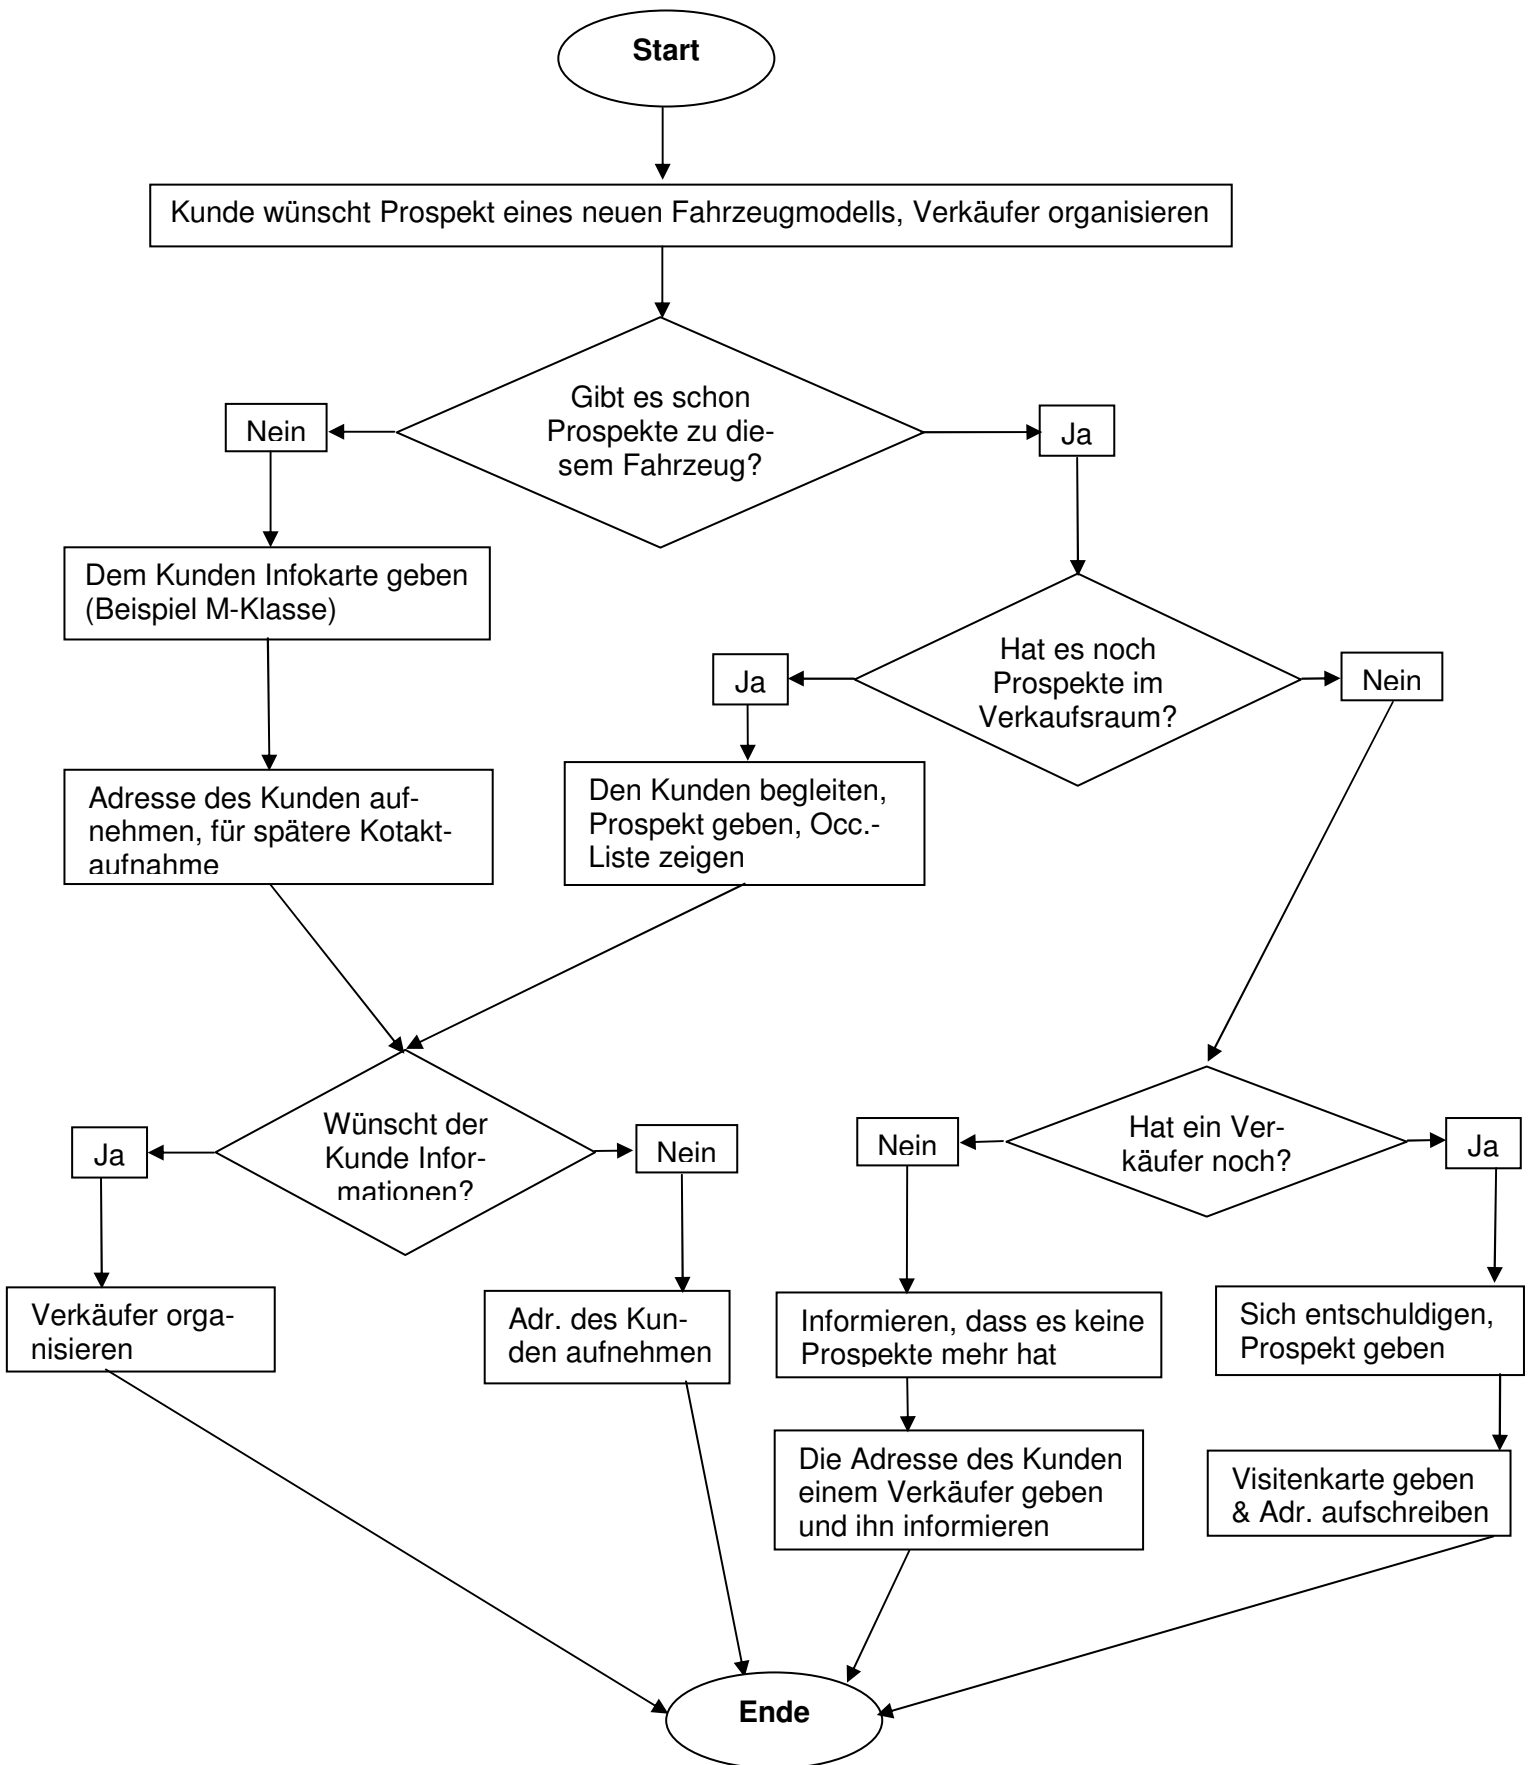 Start
Kunde wünscht Prospekt eines neuen Fahrzeugmodells, Verkäufer organisieren
Gibt es schon
Prospekte zu die-
sem Fahrzeug?
Nein
Ja
Dem Kunden Infokarte geben
(Beispiel M-Klasse)
Hat es noch
Prospekte im
Verkaufsraum?
Ja
Nein
Adresse des Kunden auf-
nehmen, für spätere Kotakt-
aufnahme
Den Kunden begleiten,
Prospekt geben, Occ.-
Liste zeigen
Wünscht der
Kunde Infor-
mationen?
Ja
Nein
Hat ein Ver-
käufer noch?
Nein
Ja
Verkäufer orga-
nisieren
Adr. des Kun-
den aufnehmen
Informieren, dass es keine
Prospekte mehr hat
Sich entschuldigen,
Prospekt geben
Die Adresse des Kunden
einem Verkäufer geben
und ihn informieren
Visitenkarte geben
& Adr. aufschreiben
Ende